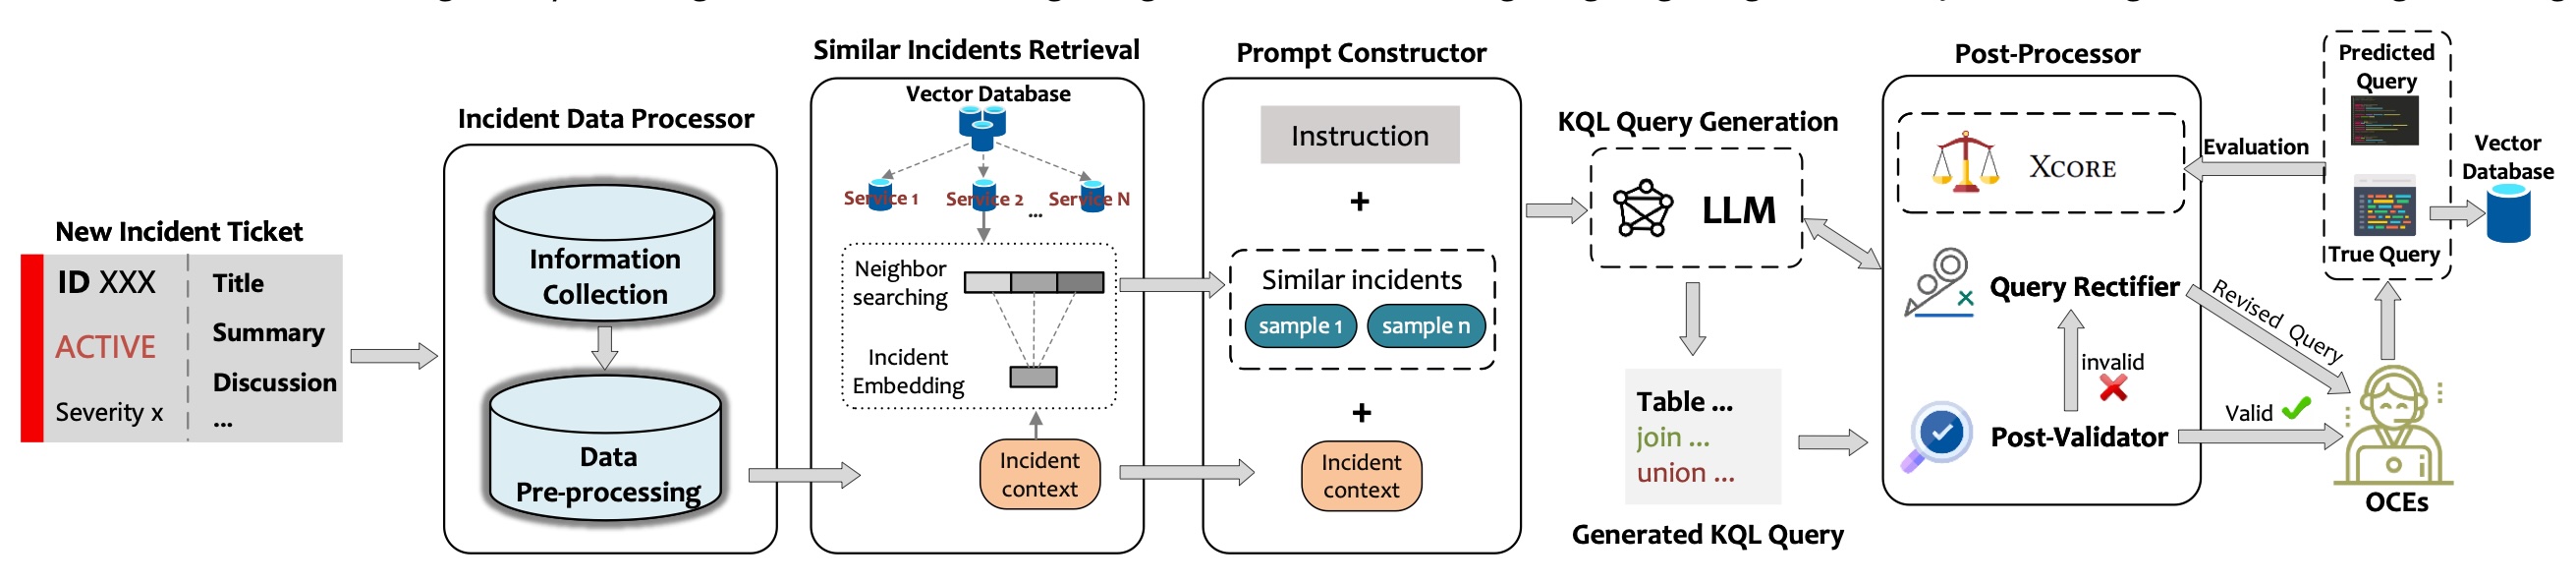 New Incident Ticket
ID XXX
ACTIVE
Severity x
Title
Summary
Discussion
...
Incident Data Processor
Information
Collection
Data
Pre-processing
Similar Incidents Retrieval
Vector Database
Service 1
Service 2
...
Service N
Neighbor
searching
Incident
Embedding
Incident
context
Prompt Constructor
Instruction
+
Similar incidents
sample 1
sample n
+
Incident
context
KQL Query Generation
LLM
Table ...
join ...
union ...
Generated KQL Query
Post-Processor
XCORE
Query Rectifier
invalid
Post-Validator
Evaluation
Revised Query
Valid
Predicted
Query
True Query
Vector
Database
OCEs